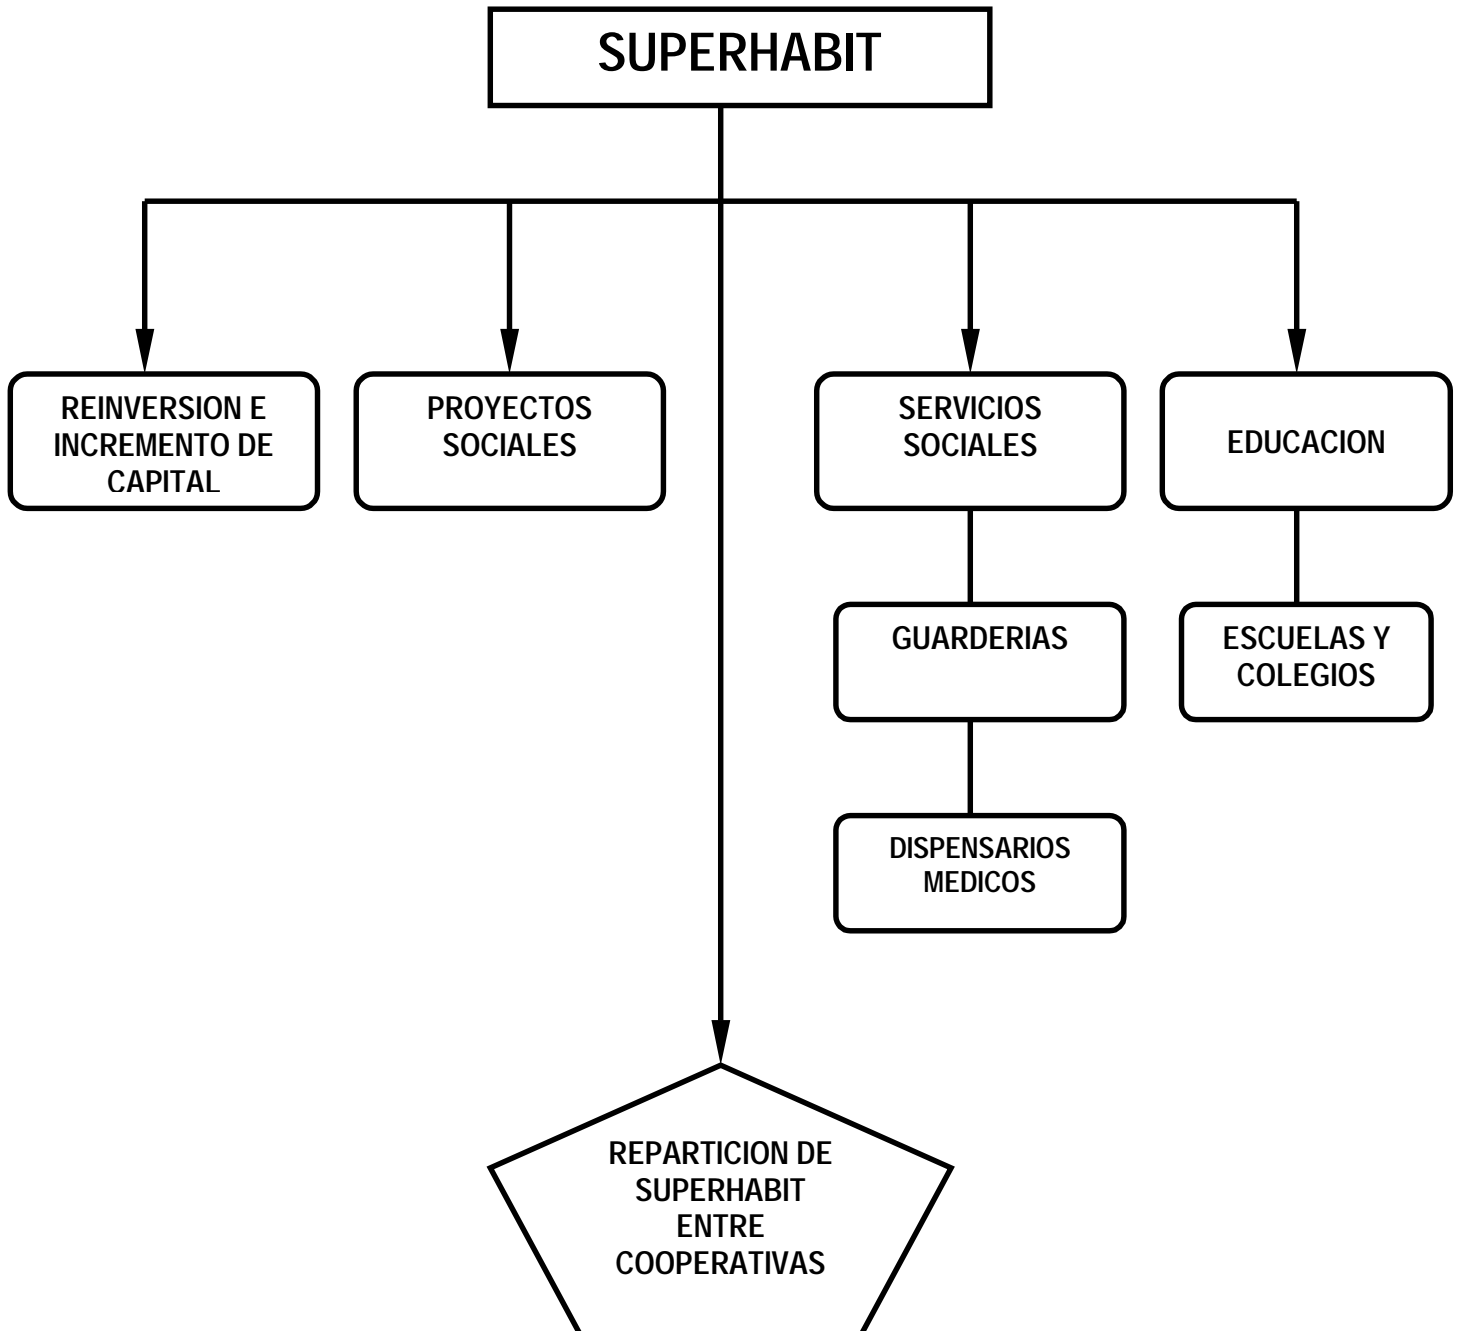 SUPERHABIT
REINVERSION E
INCREMENTO DE
CAPITAL
PROYECTOS
SOCIALES
SERVICIOS
SOCIALES
EDUCACION
GUARDERIAS
ESCUELAS Y
COLEGIOS
DISPENSARIOS
MEDICOS
REPARTICION DE
SUPERHABIT
ENTRE
COOPERATIVAS